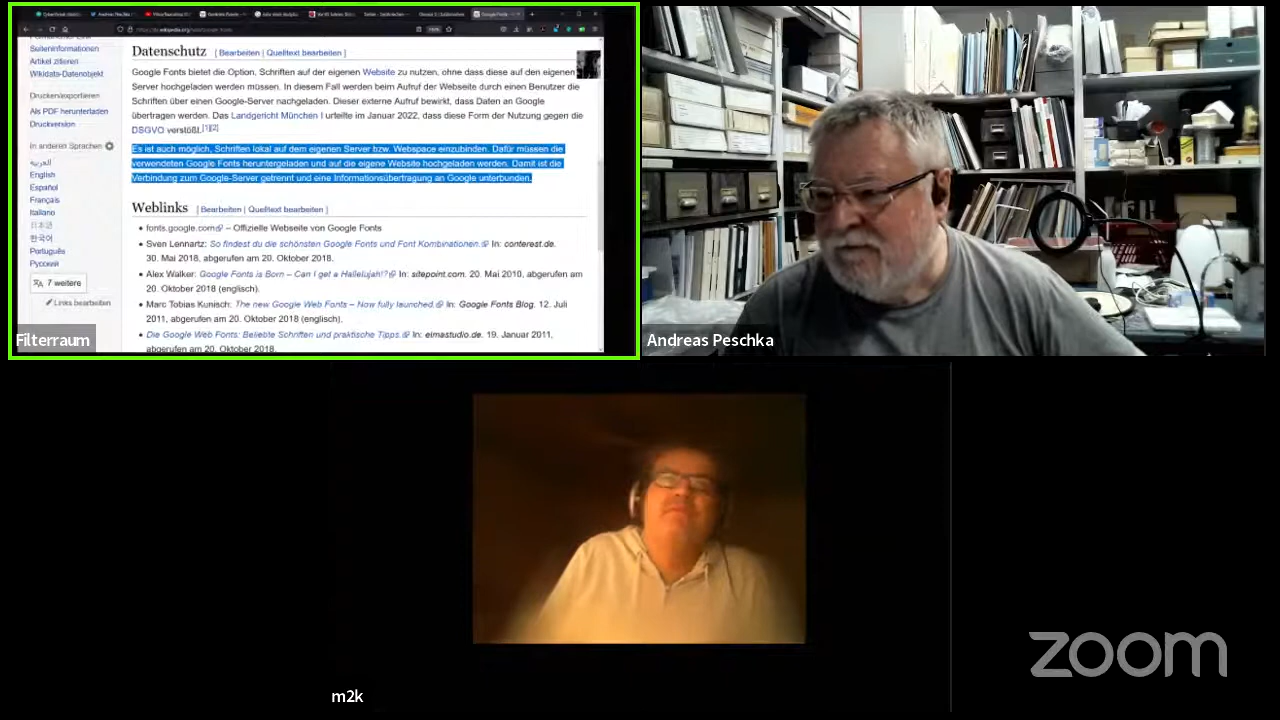 Seiteninformationen
Artikel zitieren
Wikidata-Datenobjekt
Drucken/exportieren
Als PDF herunterladen
Druckversion
In anderen Sprachen
العربية
English
Español
Français
Italiano
日本語
한국어
Português
Русский
7 weitere
Links bearbeiten
Datenschutz [ Bearbeiten | Quelltext bearbeiten ]
Google Fonts bietet die Option, Schriften auf der eigenen Website zu nutzen, ohne dass diese auf den eigenen
Server hochgeladen werden müssen. In diesem Fall werden beim Aufruf der Webseite durch einen Benutzer die
Schriften über einen Google-Server nachgeladen. Dieser externe Aufruf bewirkt, dass Daten an Google
übertragen werden. Das Landgericht München I urteilte im Januar 2022, dass diese Form der Nutzung gegen die
DSGVO verstößt.[1][2]
Es ist auch möglich, Schriften lokal auf dem eigenen Server bzw. Webspace einzubinden. Dafür müssen die
verwendeten Google Fonts heruntergeladen und auf die eigene Website hochgeladen werden. Damit ist die
Verbindung zum Google-Server getrennt und eine Informationsübertragung an Google unterbunden.
Weblinks [ Bearbeiten | Quelltext bearbeiten ]
• fonts.google.com – Offizielle Webseite von Google Fonts
• Sven Lennartz: So findest du die schönsten Google Fonts und Font Kombinationen. In: conterest.de.
30. Mai 2018, abgerufen am 20. Oktober 2018.
• Alex Walker: Google Fonts is Born – Can I get a Hallelujah!? In: sitepoint.com. 20. Mai 2010, abgerufen am
20. Oktober 2018 (englisch).
• Marc Tobias Kunisch: The new Google Web Fonts – Now fully launched. In: Google Fonts Blog. 12. Juli
2011, abgerufen am 20. Oktober 2018 (englisch).
• Die Google Web Fonts: Beliebte Schriften und praktische Tipps. In: elmastudio.de. 19. Januar 2011,
abgerufen am 20. Oktober 2018.
Filterraum
Andreas Peschka
m2k
zoom